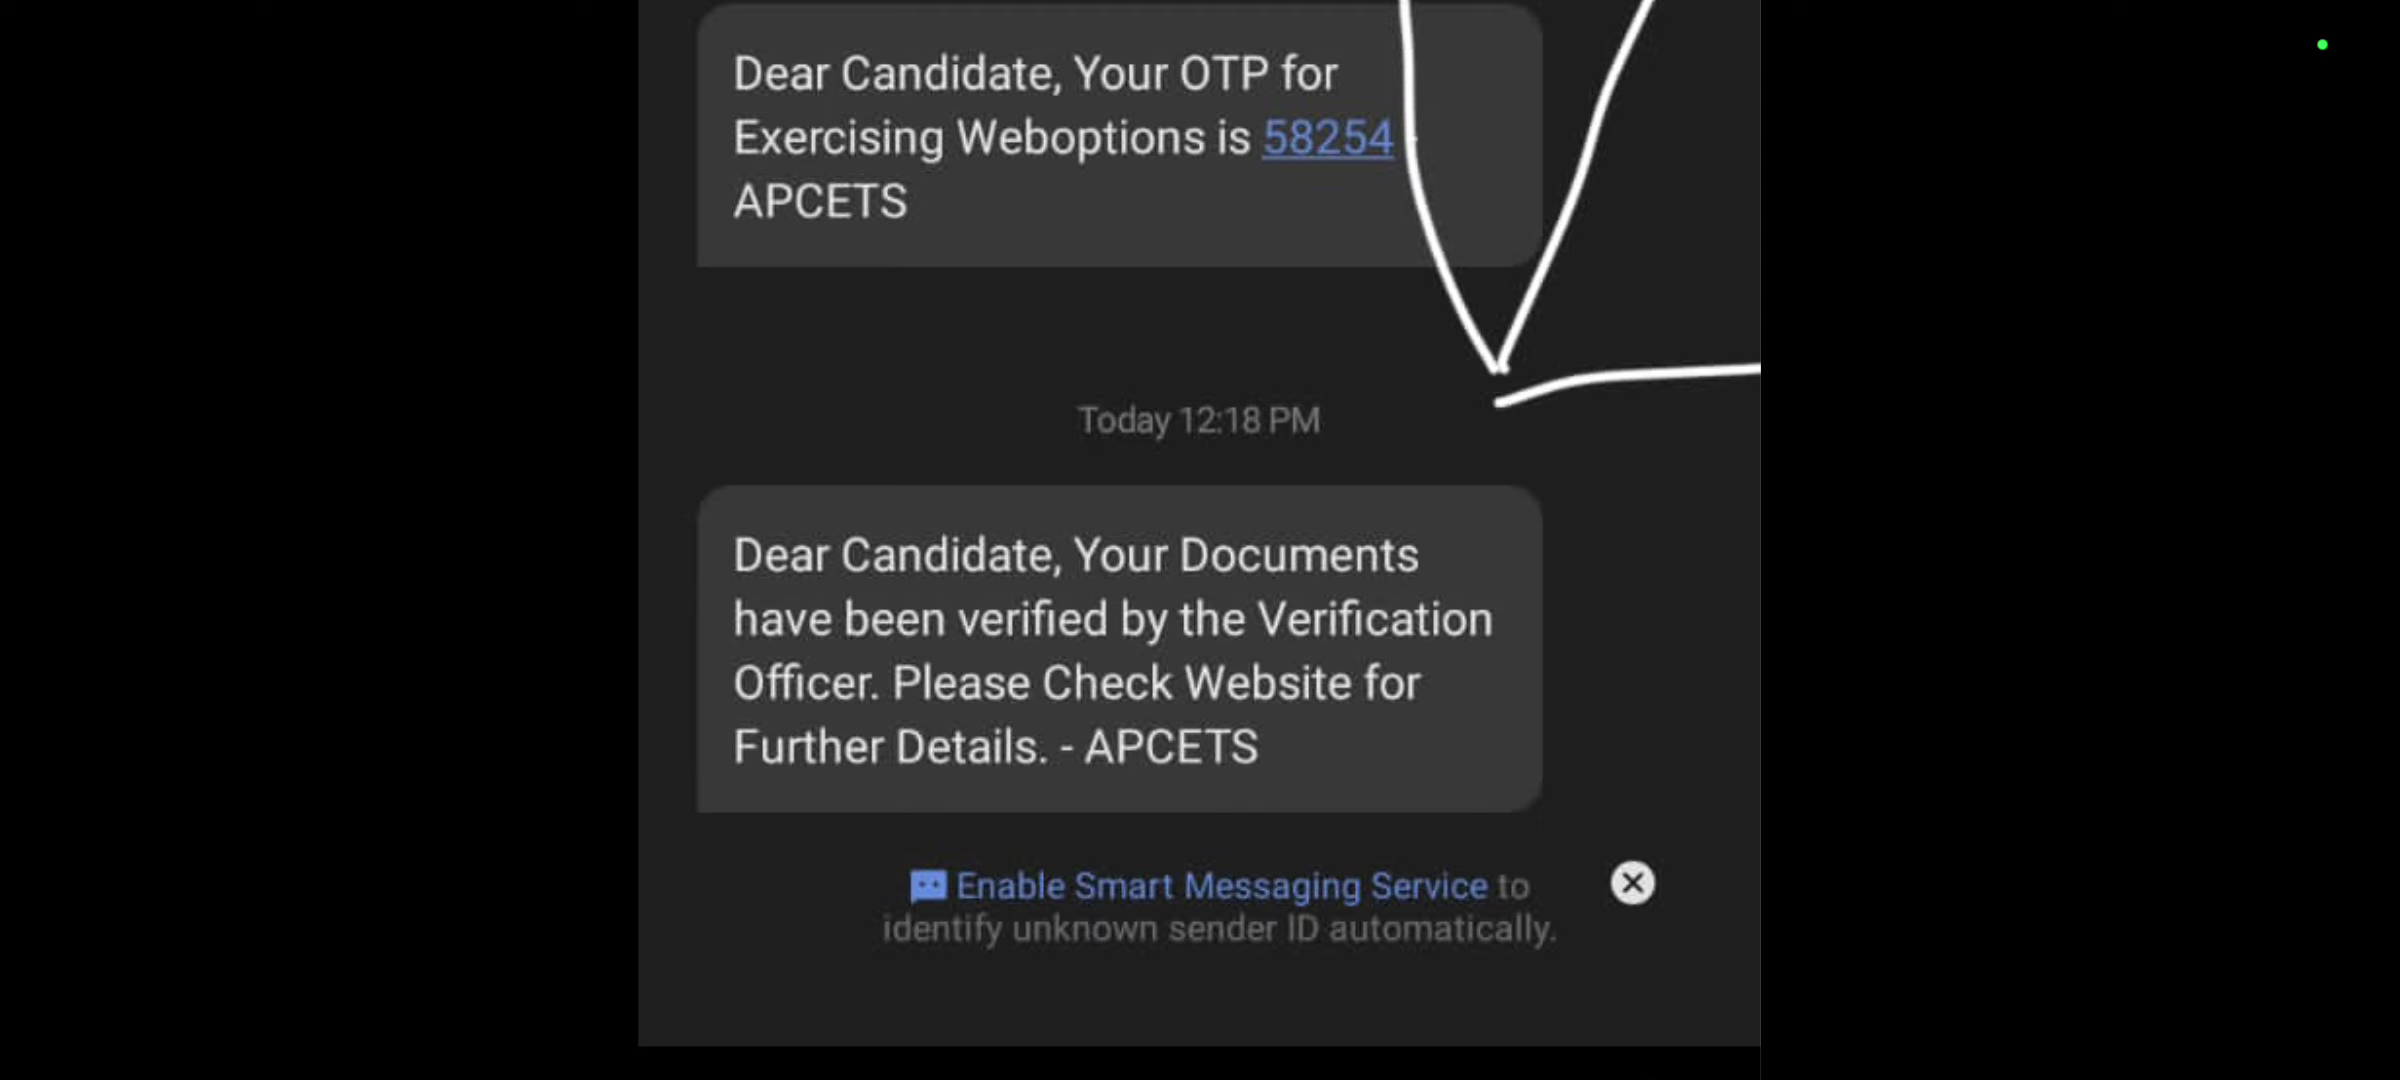 Dear Candidate, Your OTP for
Exercising Weboptions is 58254
APCETS
Today 12:18 PM
Dear Candidate, Your Documents
have been verified by the Verification
Officer. Please Check Website for
Further Details. - APCETS
Enable Smart Messaging Service to
identify unknown sender ID automatically.